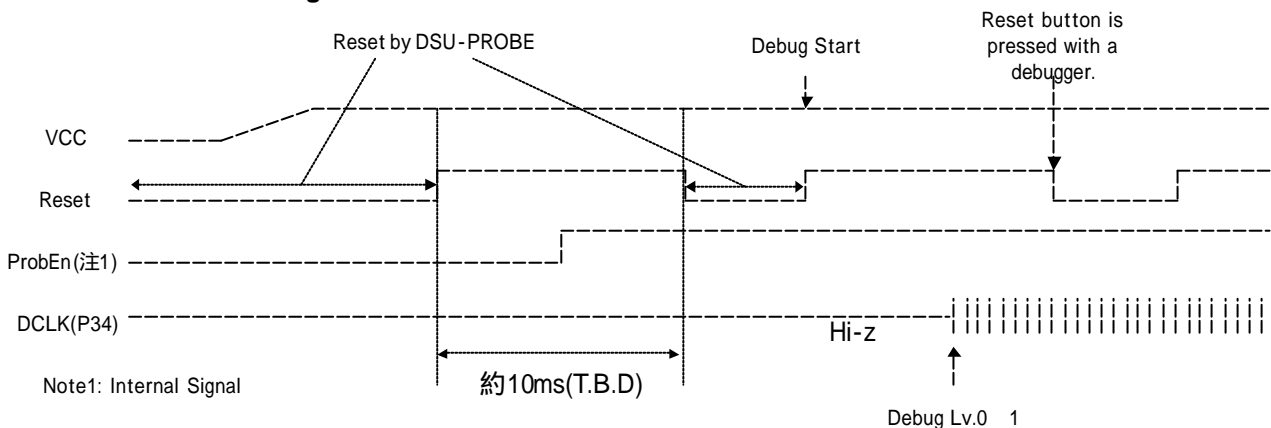 Reset by DSU-PROBE
Debug Start
Reset button is
pressed with a
debugger.
VCC
Reset
ProbEn(注1)
DCLK(P34)
Hi-z
Note1: Internal Signal
約10ms(T.B.D)
Debug Lv.0 1